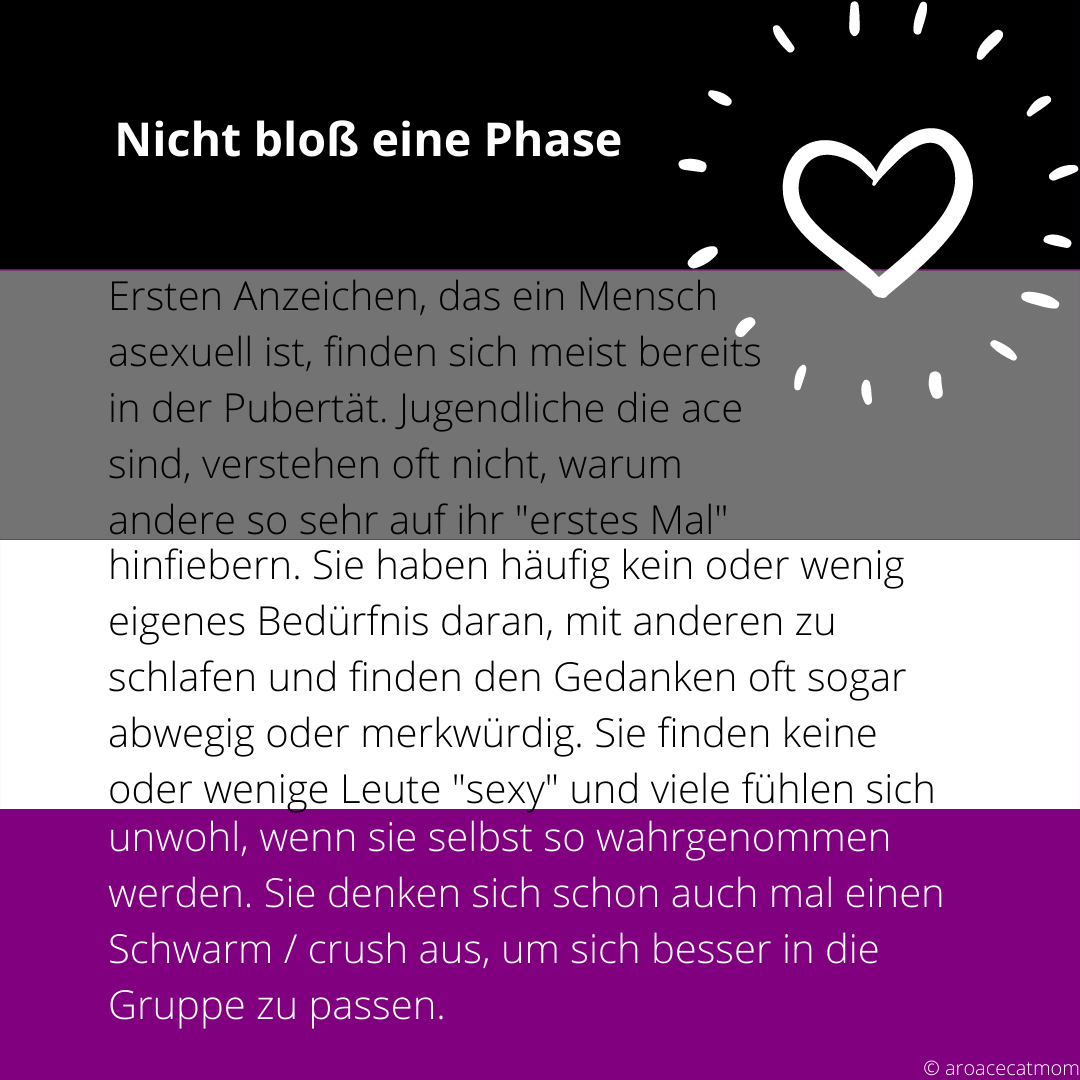 Nicht bloß eine Phase
Ersten Anzeichen, das ein Mensch
asexuell ist, finden sich meist bereits
in der Pubertät. Jugendliche die ace
sind, verstehen oft nicht, warum
andere so sehr auf ihr "erstes Mal"
hinfiebern. Sie haben häufig kein oder wenig
eigenes Bedürfnis daran, mit anderen zu
schlafen und finden den Gedanken oft sogar
abwegig oder merkwürdig. Sie finden keine
oder wenige Leute "sexy" und viele fühlen sich
unwohl, wenn sie selbst so wahrgenommen
werden. Sie denken sich schon auch mal einen
Schwarm / crush aus, um sich besser in die
Gruppe zu passen.
© aroacecatmom